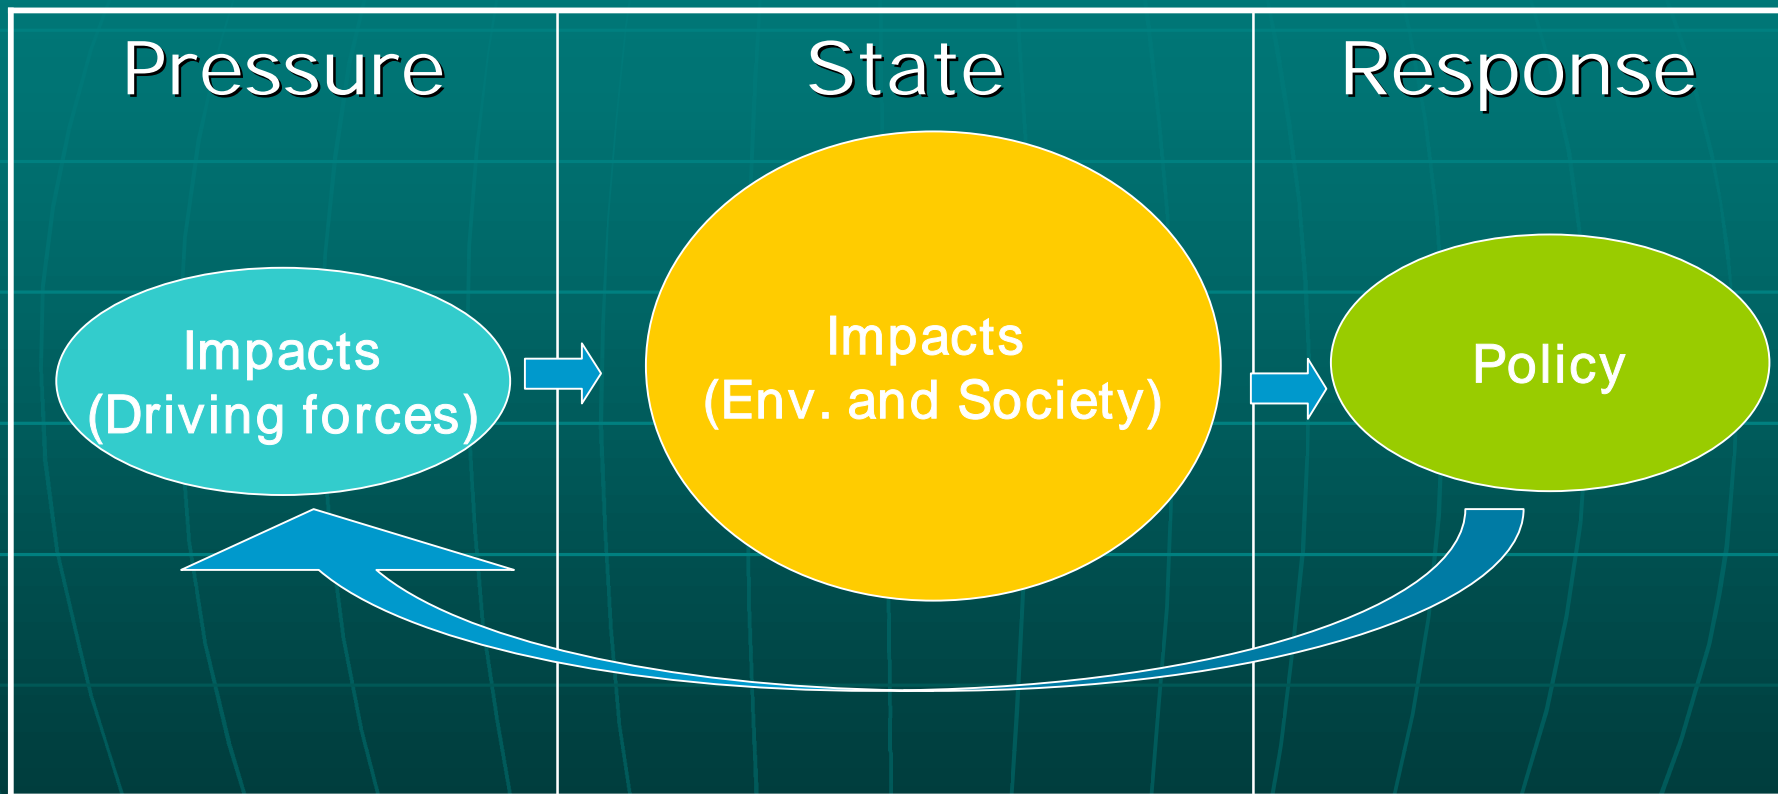 Pressure
State
Response
Impacts
(Driving forces)
Impacts
(Env. and Society)
Policy